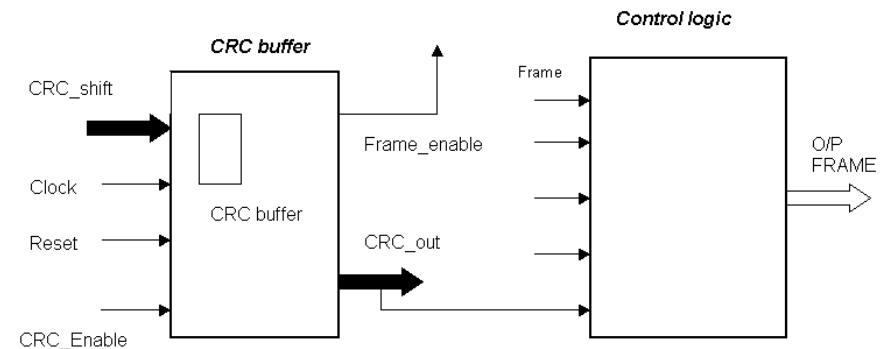 Control logic
CRC buffer
Frame
CRC_shift
Frame_enable
O/P
FRAME
Clock
CRC buffer
Reset
CRC_out
CRC_Enable